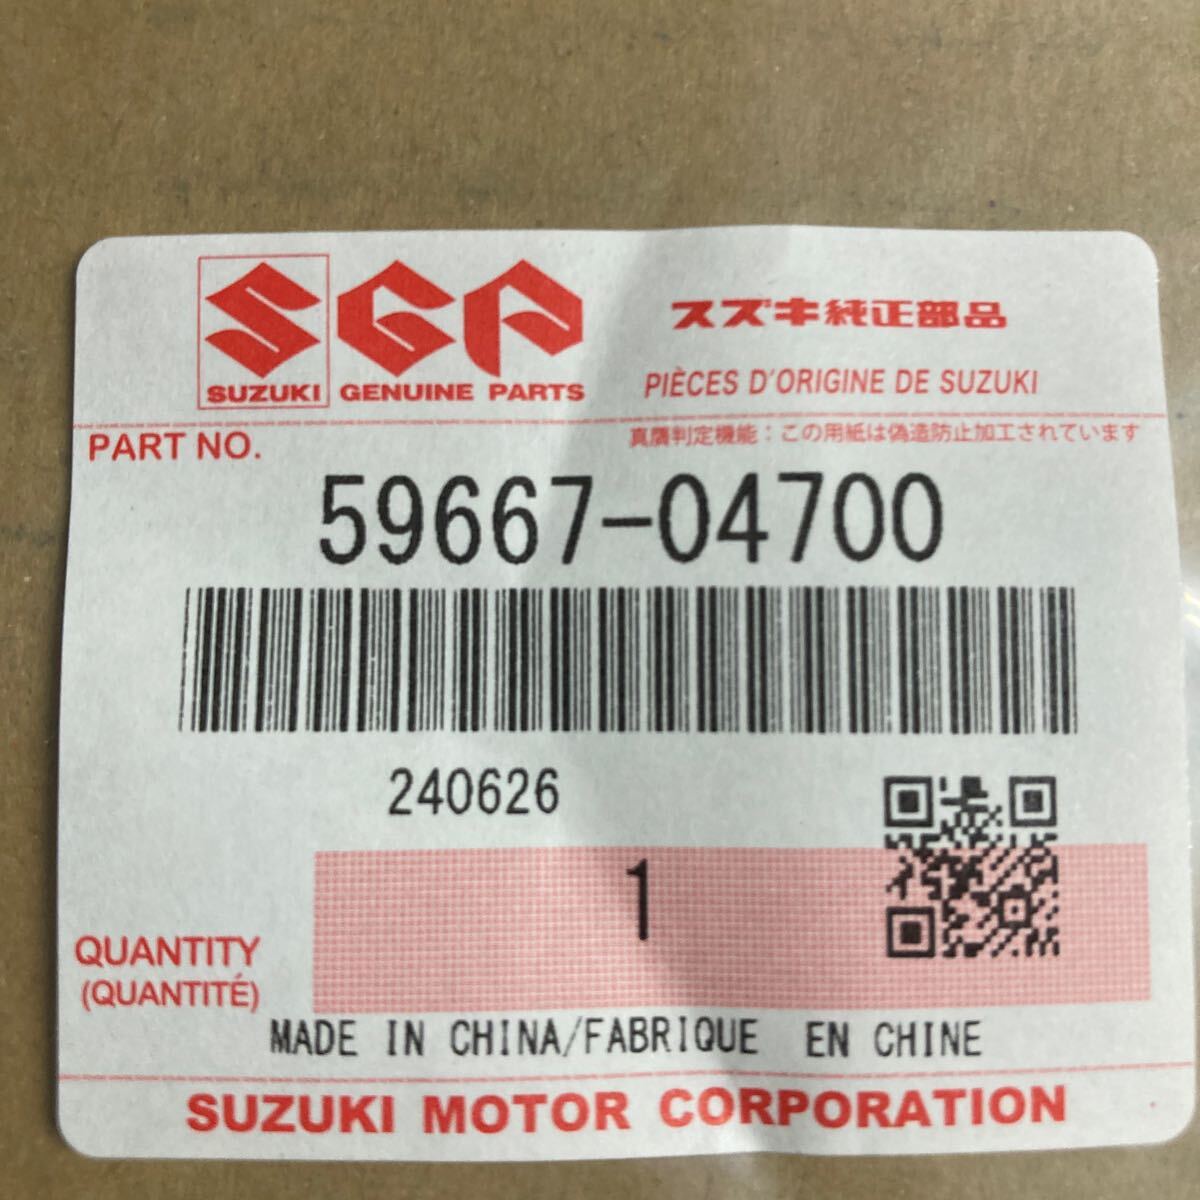 SGP
SUZUKI GENUINE PARTS
スズキ純正部品
PIÈCES D'ORIGINE DE SUZUKI
PART NO.
真贋判定機能：この用紙は偽造防止加工されています
59667-04700
240626
1
QUANTITY
(QUANTITÉ)
MADE IN CHINA/FABRIQUE EN CHINE
SUZUKI MOTOR CORPORATION